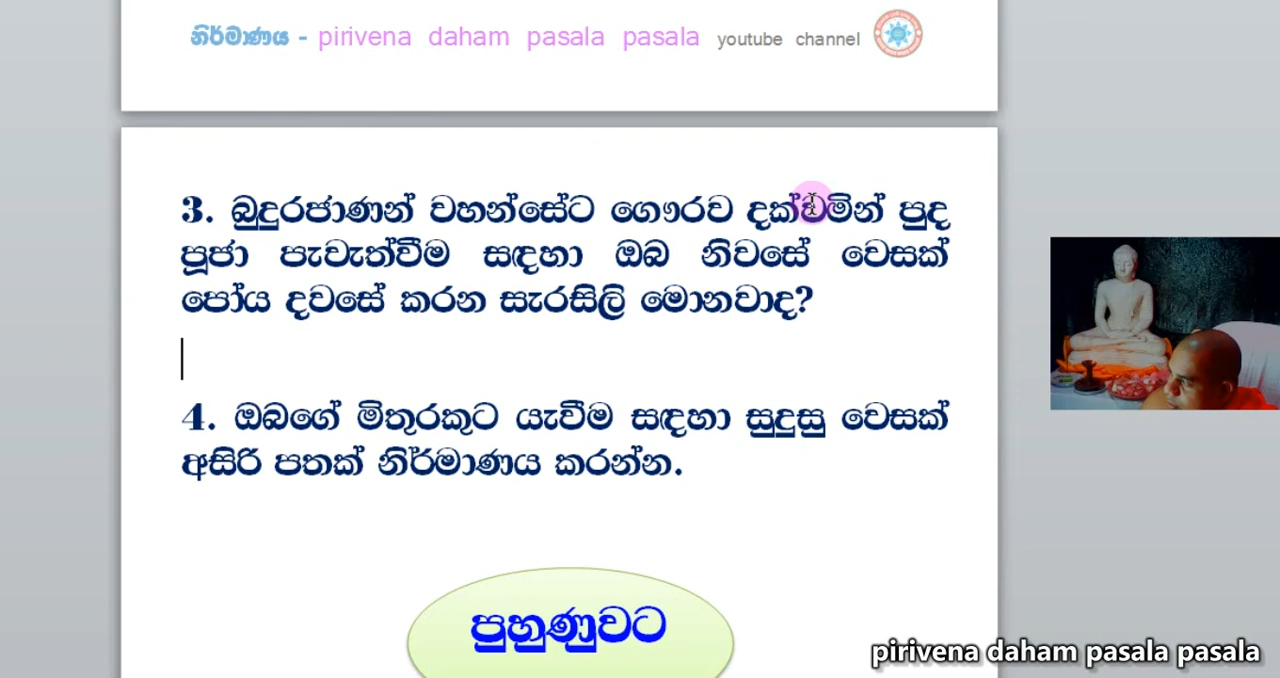 නිර්මාණය - pirivena daham pasala pasala youtube channel
3. බුදුරජාණන් වහන්සේට ගෞරව දක්වමින් පුද
පූජා පැවැත්වීම සඳහා ඔබ නිවසේ වෙසක්
පෝය දවසේ කරන සැරසිලි මොනවාද?
4. ඔබගේ මිතුරකුට යැවීම සඳහා සුදුසු වෙසක්
අසිරි පතක් නිර්මාණය කරන්න.
පුහුණුවට
pirivena daham pasala pasala